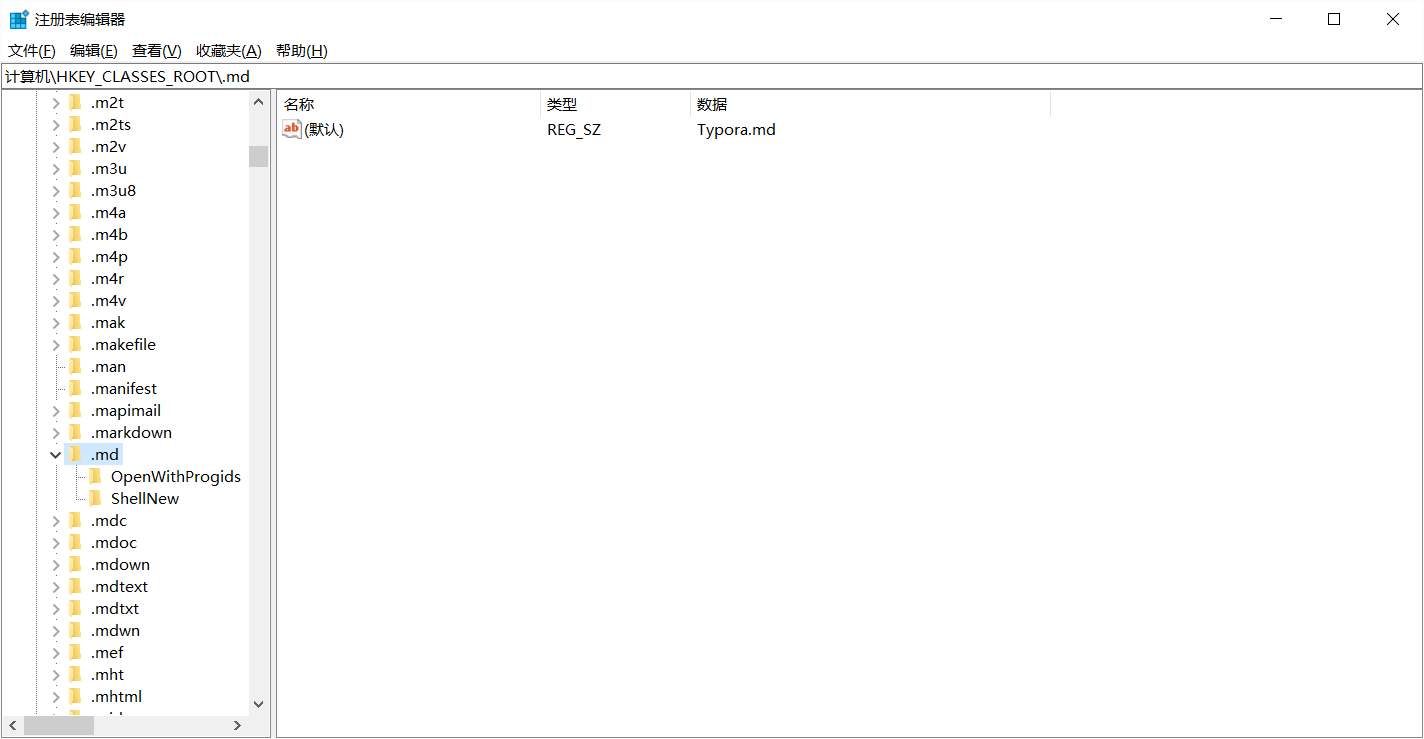 注册表编辑器
文件(F) 编辑(E) 查看(V) 收藏夹(A) 帮助(H)
计算机\HKEY_CLASSES_ROOT\.md
.m2t
.m2ts
.m2v
.m3u
.m3u8
.m4a
.m4b
.m4p
.m4r
.m4v
.mak
.makefile
.man
.manifest
.mapimail
.markdown
.md
OpenWithProgids
ShellNew
.mdc
.mdoc
.mdown
.mdtext
.mdtxt
.mdwn
.mef
.mht
.mhtml
名称 类型 数据
ab (默认) REG_SZ Typora.md